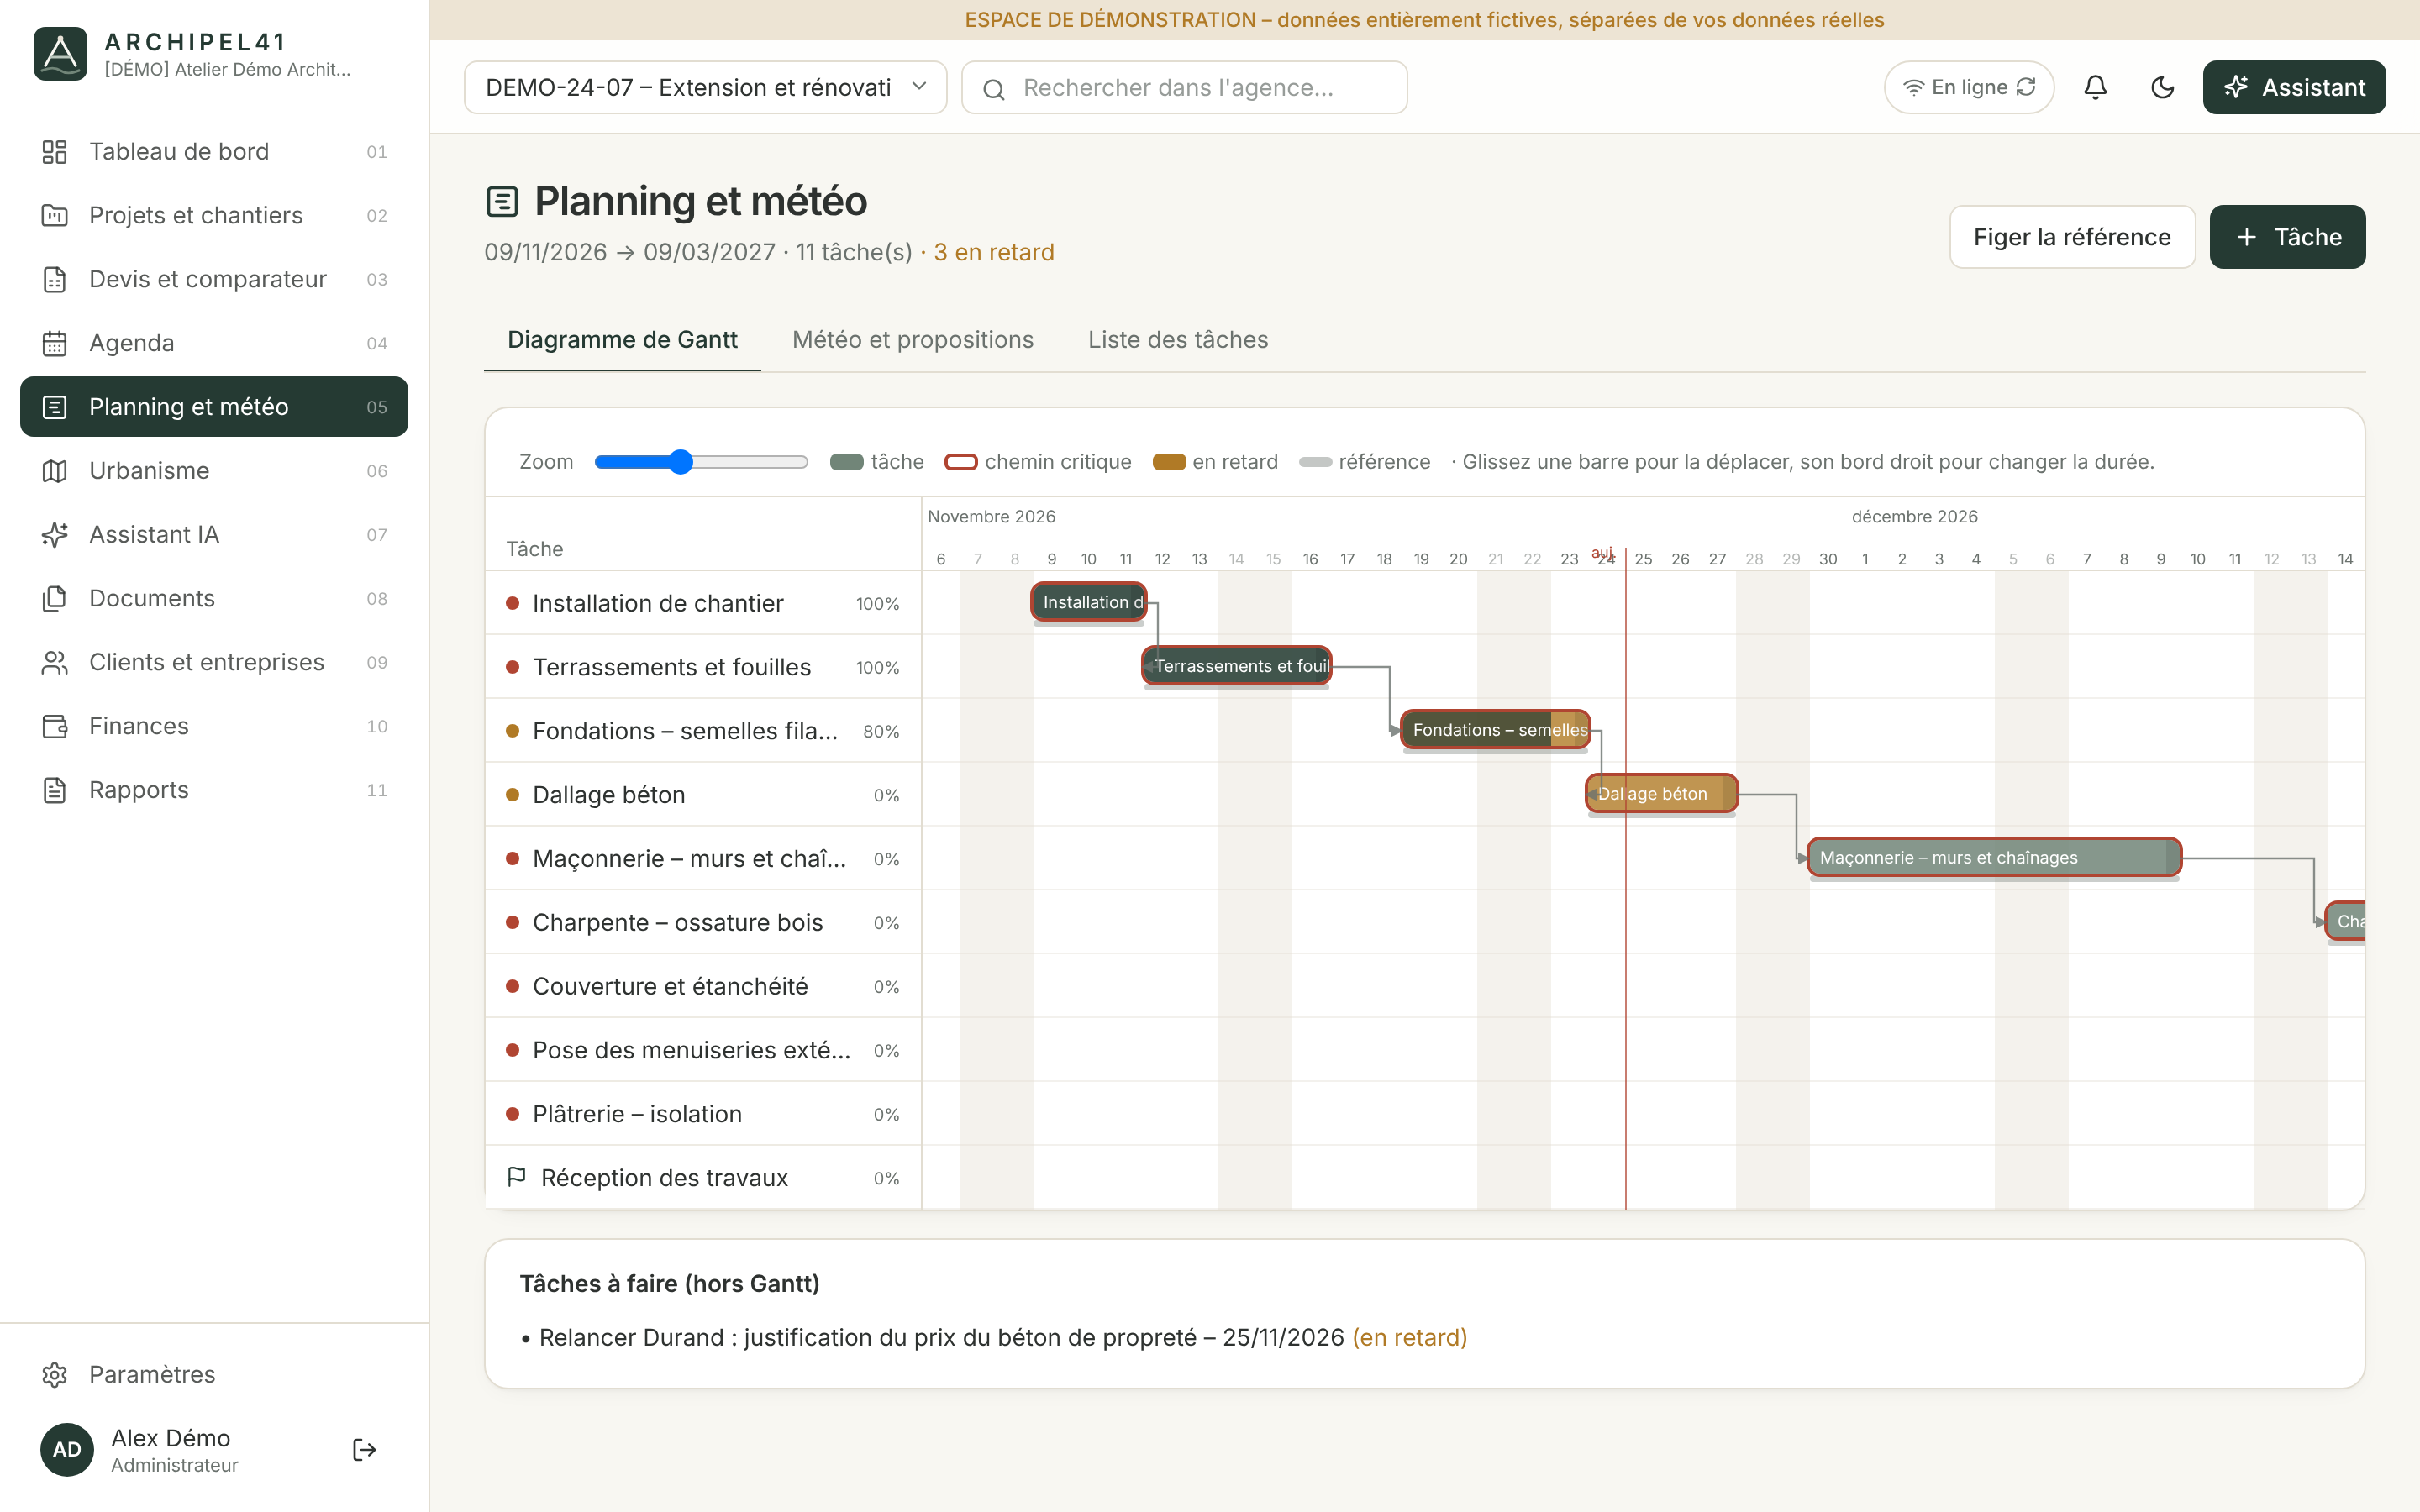 ESPACE DE DÉMONSTRATION – données entièrement fictives, séparées de vos données réelles
ARCHIPEL41
[DÉMO] Atelier Démo Archit...
Tableau de bord 01
Projets et chantiers 02
Devis et comparateur 03
Agenda 04
Planning et météo 05
Urbanisme 06
Assistant IA 07
Documents 08
Clients et entreprises 09
Finances 10
Rapports 11
Paramètres
AD
Alex Démo
Administrateur
DEMO-24-07 – Extension et rénovati
Rechercher dans l'agence...
En ligne
Assistant
Planning et météo
09/11/2026 → 09/03/2027 · 11 tâche(s) · 3 en retard
Figer la référence
+ Tâche
Diagramme de Gantt
Météo et propositions
Liste des tâches
Zoom tâche chemin critique en retard référence · Glissez une barre pour la déplacer, son bord droit pour changer la durée.
Novembre 2026 décembre 2026
Tâche
auj.
6 7 8 9 10 11 12 13 14 15 16 17 18 19 20 21 22 23 24 25 26 27 28 29 30 1 2 3 4 5 6 7 8 9 10 11 12 13 14
Installation de chantier 100% Installation d
Terrassements et fouilles 100% Terrassements et fouil
Fondations – semelles fila... 80% Fondations – semelles
Dallage béton 0% Dallage béton
Maçonnerie – murs et chaî... 0% Maçonnerie – murs et chaînages
Charpente – ossature bois 0% Cha
Couverture et étanchéité 0%
Pose des menuiseries exté... 0%
Plâtrerie – isolation 0%
Réception des travaux 0%
Tâches à faire (hors Gantt)
• Relancer Durand : justification du prix du béton de propreté – 25/11/2026 (en retard)